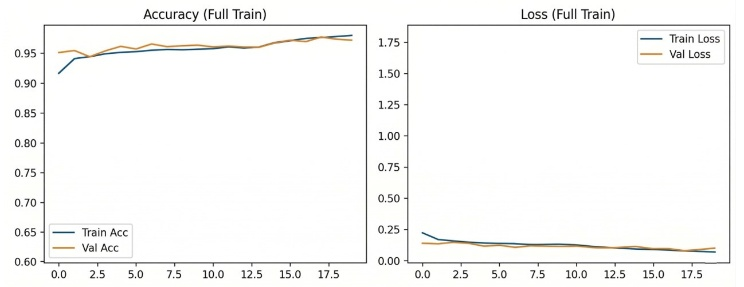 Accuracy (Full Train)
0.95
0.90
0.85
0.80
0.75
0.70
0.65
0.60
Train Acc
Val Acc
0.0 2.5 5.0 7.5 10.0 12.5 15.0 17.5
Loss (Full Train)
1.75
1.50
1.25
1.00
0.75
0.50
0.25
0.00
Train Loss
Val Loss
0.0 2.5 5.0 7.5 10.0 12.5 15.0 17.5